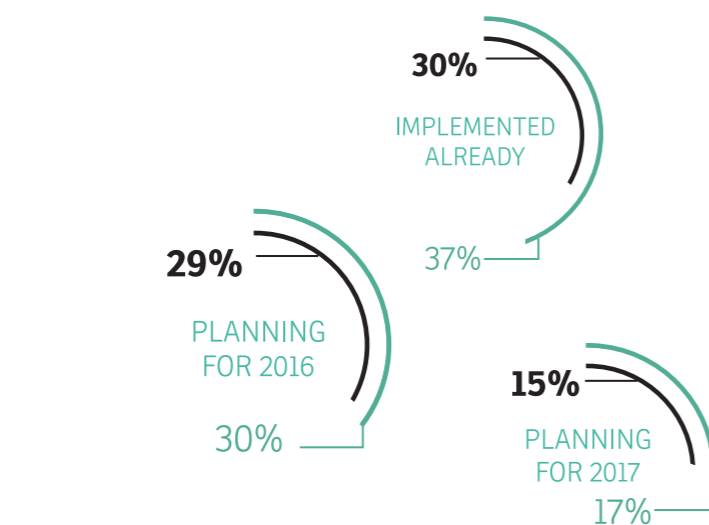 30%
IMPLEMENTED
ALREADY
37%
29%
PLANNING
FOR 2016
30%
15%
PLANNING
FOR 2017
17%